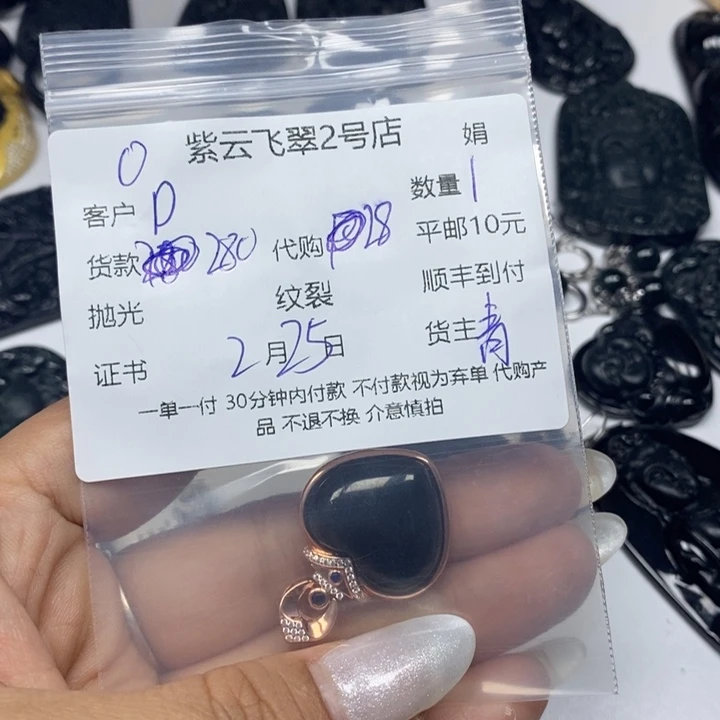 紫云飞翠2号店 娟
O
客户 D 数量 1
货款 280 代购 28 平邮10元
抛光 纹裂 顺丰到付
证书 2月25日 货主 青
一单一付 30分钟内付款 不付款视为弃单 代购产
品 不退不换 介意慎拍